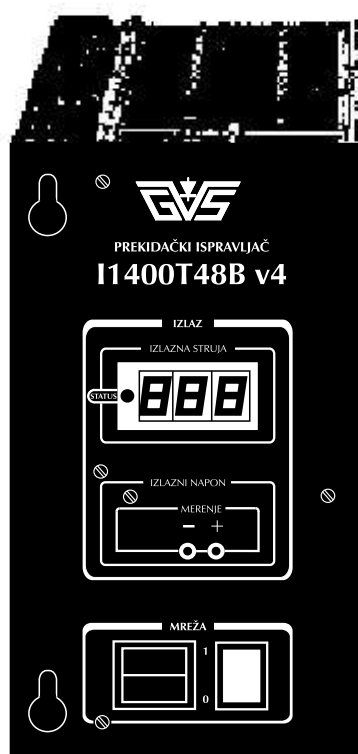 GVS
PREKIDAČKI ISPRAVLJAČ
I1400T48B v4
IZLAZ
IZLAZNA STRUJA
STATUS
888
IZLAZNI NAPON
MERENJE
− +
MREŽA
1
0